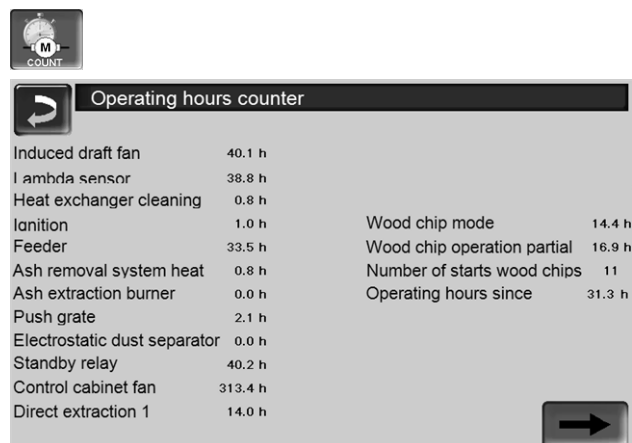 M
COUNT
Operating hours counter
Induced draft fan 40.1 h
Lambda sensor 38.8 h
Heat exchanger cleaning 0.8 h
Ignition 1.0 h
Wood chip mode 14.4 h
Feeder 33.5 h
Wood chip operation partial 16.9 h
Ash removal system heat 0.8 h
Number of starts wood chips 11
Ash extraction burner 0.0 h
Operating hours since 31.3 h
Push grate 2.1 h
Electrostatic dust separator 0.0 h
Standby relay 40.2 h
Control cabinet fan 313.4 h
Direct extraction 1 14.0 h